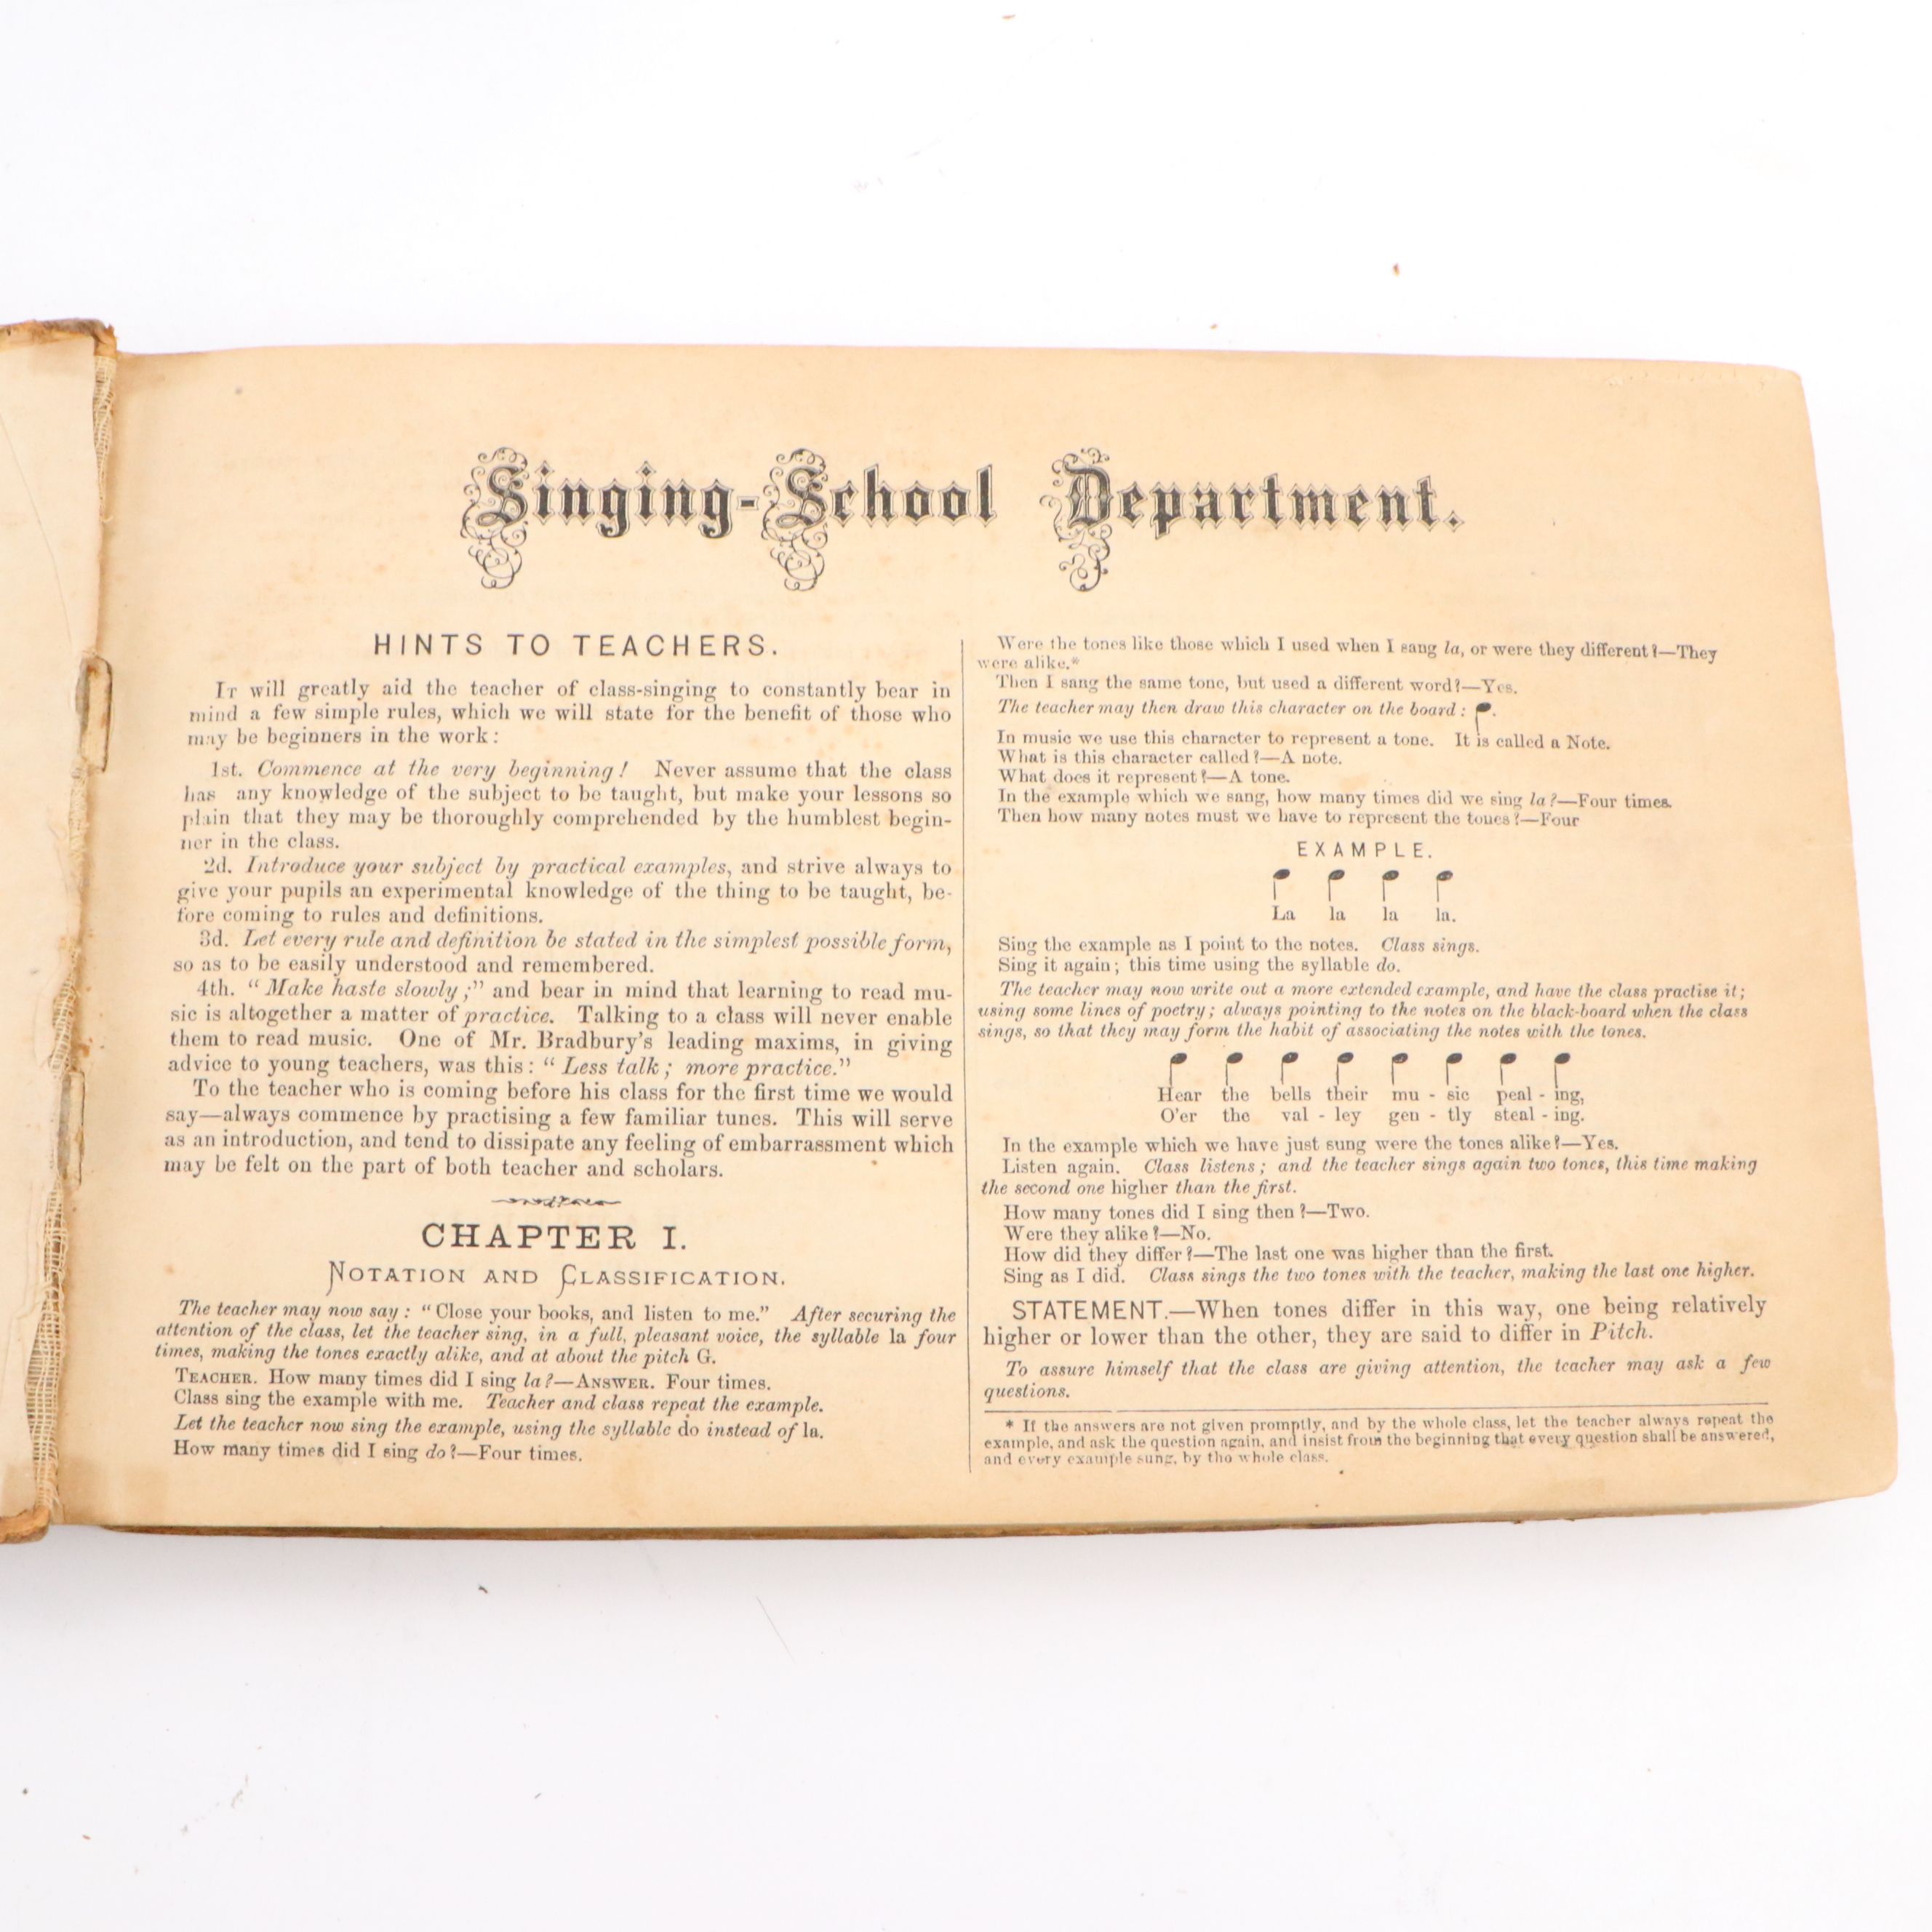 Singing-School Department.
HINTS TO TEACHERS.
IT will greatly aid the teacher of class-singing to constantly bear in
mind a few simple rules, which we will state for the benefit of those who
may be beginners in the work:
1st. Commence at the very beginning! Never assume that the class
has any knowledge of the subject to be taught, but make your lessons so
plain that they may be thoroughly comprehended by the humblest begin-
ner in the class.
2d. Introduce your subject by practical examples, and strive always to
give your pupils an experimental knowledge of the thing to be taught, be-
fore coming to rules and definitions.
3d. Let every rule and definition be stated in the simplest possible form,
so as to be easily understood and remembered.
4th. "Make haste slowly;" and bear in mind that learning to read mu-
sic is altogether a matter of practice. Talking to a class will never enable
them to read music. One of Mr. Bradbury's leading maxims, in giving
advice to young teachers, was this: "Less talk; more practice."
To the teacher who is coming before his class for the first time we would
say—always commence by practising a few familiar tunes. This will serve
as an introduction, and tend to dissipate any feeling of embarrassment which
may be felt on the part of both teacher and scholars.
CHAPTER I.
NOTATION AND CLASSIFICATION.
The teacher may now say: "Close your books, and listen to me." After securing the
attention of the class, let the teacher sing, in a full, pleasant voice, the syllable la four
times, making the tones exactly alike, and at about the pitch G.
TEACHER. How many times did I sing la?—ANSWER. Four times.
Class sing the example with me. Teacher and class repeat the example.
Let the teacher now sing the example, using the syllable do instead of la.
How many times did I sing do?—Four times.
Were the tones like those which I used when I sang la, or were they different?—They
were alike.*
Then I sang the same tone, but used a different word?—Yes.
The teacher may then draw this character on the board: .
In music we use this character to represent a tone. It is called a Note.
What is this character called?—A note.
What does it represent?—A tone.
In the example which we sang, how many times did we sing la?—Four times.
Then how many notes must we have to represent the tones?—Four
EXAMPLE.
La la la la.
Sing the example as I point to the notes. Class sings.
Sing it again; this time using the syllable do.
The teacher may now write out a more extended example, and have the class practise it;
using some lines of poetry; always pointing to the notes on the black-board when the class
sings, so that they may form the habit of associating the notes with the tones.
Hear the bells their mu - sic peal - ing,
O'er the val - ley gen - tly steal - ing.
In the example which we have just sung were the tones alike?—Yes.
Listen again. Class listens; and the teacher sings again two tones, this time making
the second one higher than the first.
How many tones did I sing then?—Two.
Were they alike?—No.
How did they differ?—The last one was higher than the first.
Sing as I did. Class sings the two tones with the teacher, making the last one higher.
STATEMENT.—When tones differ in this way, one being relatively
higher or lower than the other, they are said to differ in Pitch.
To assure himself that the class are giving attention, the teacher may ask a few
questions.
* If the answers are not given promptly, and by the whole class, let the teacher always repeat the
example, and ask the question again, and insist from the beginning that every question shall be answered,
and every example sung, by the whole class.